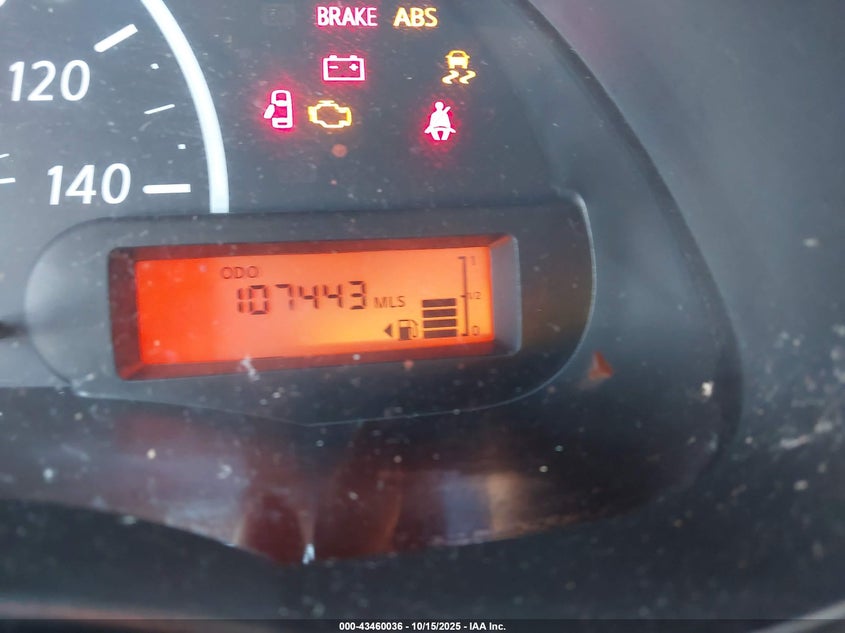 BRAKE ABS
120
140
ODO
107443 MLS
1
1/2
0
000-43460036 - 10/15/2025 - IAA Inc.